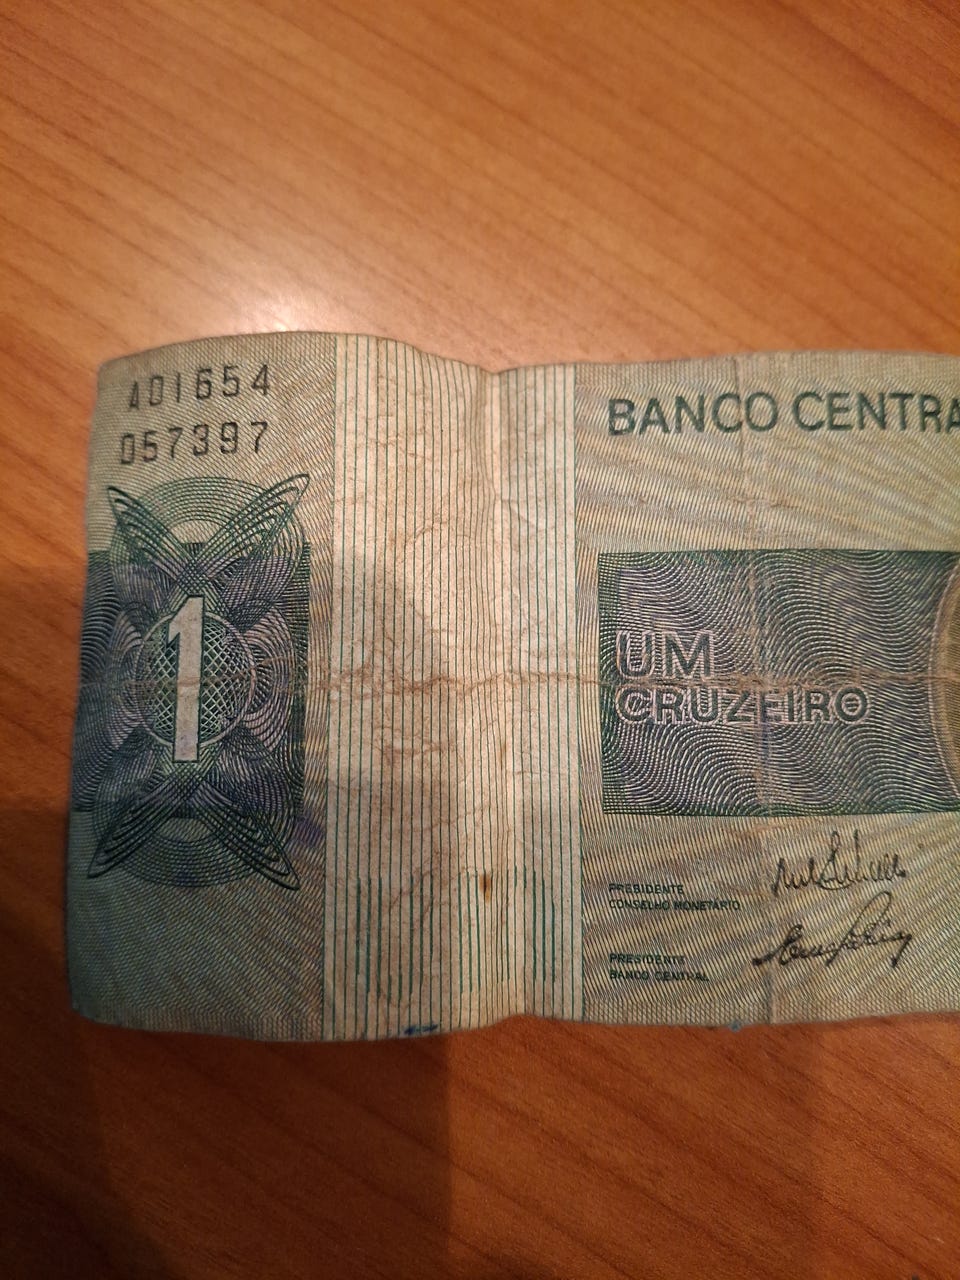 A01654
057397
1
BANCO CENTRA
UM
CRUZEIRO
PRESIDENTE
CONSELHO MONETÁRIO
PRESIDENTE
BANCO CENTRAL